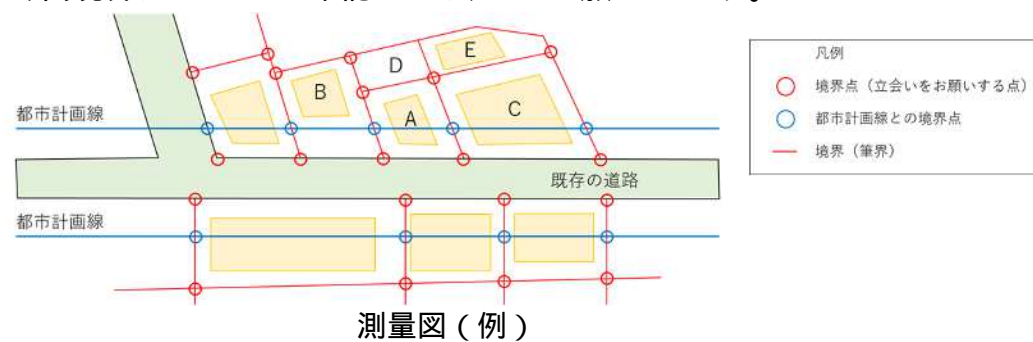 凡例
境界点（立会いをお願いする点）
都市計画線との境界点
境界（筆界）
E
D
B
C
A
都市計画線
既存の道路
都市計画線
測量図（例）